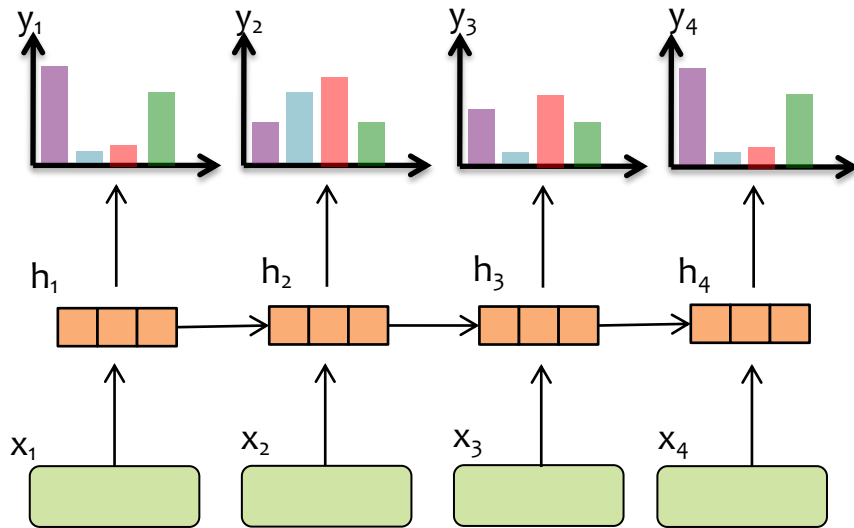 y₁ y₂ y₃ y₄
h₁ h₂ h₃ h₄
x₁ x₂ x₃ x₄